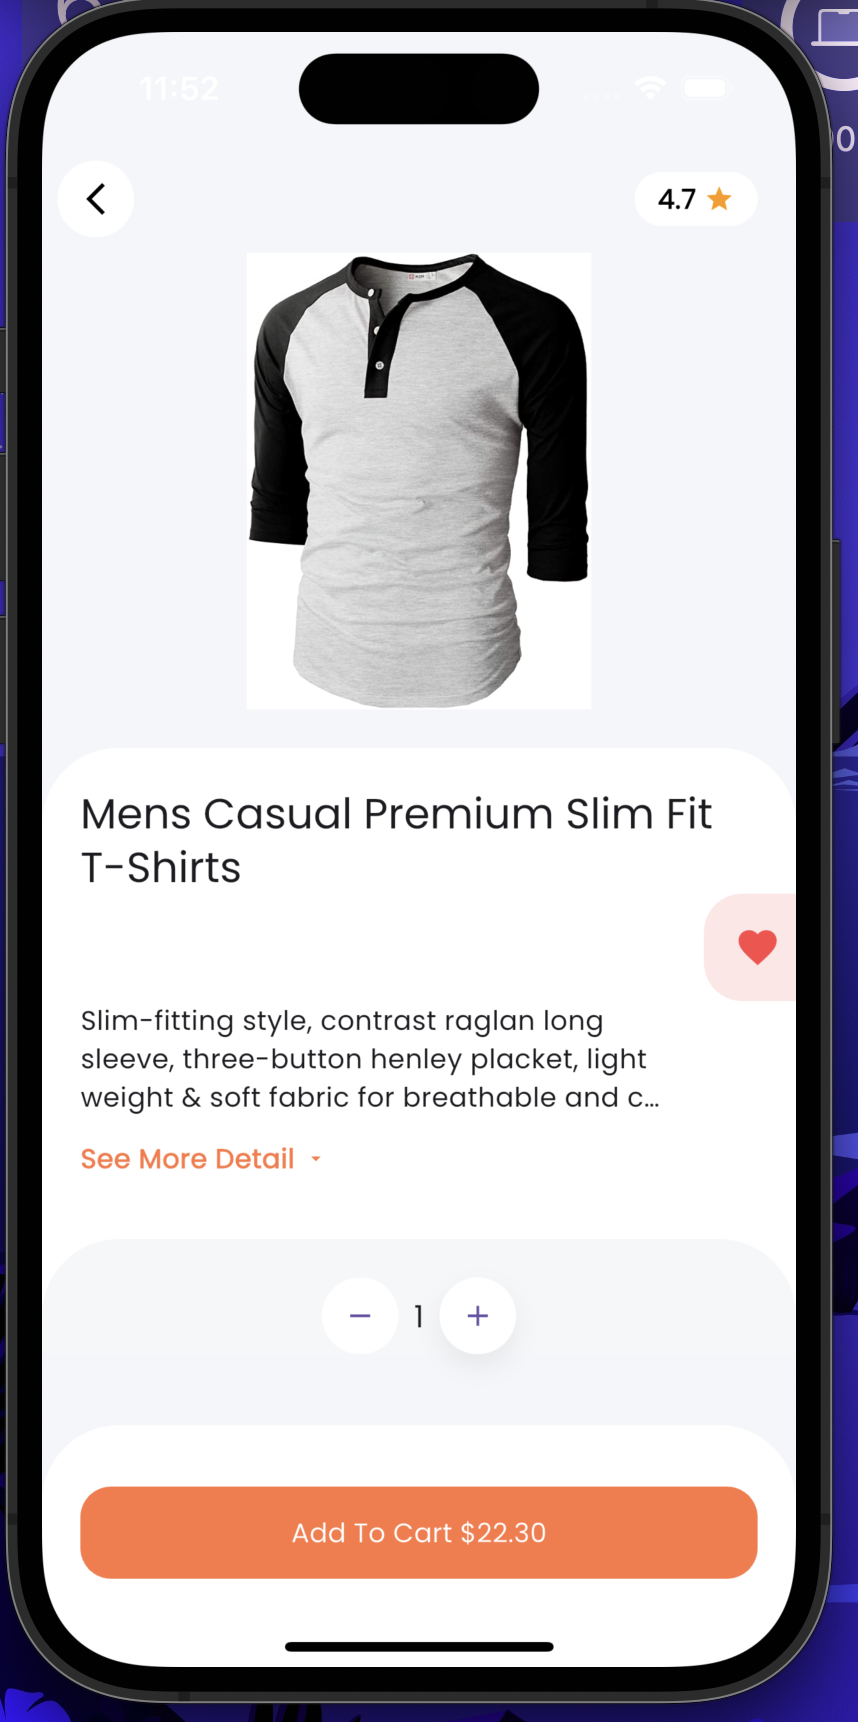 11:52
4.7
Mens Casual Premium Slim Fit
T-Shirts
Slim-fitting style, contrast raglan long
sleeve, three-button henley placket, light
weight & soft fabric for breathable and c...
See More Detail
1
Add To Cart $22.30